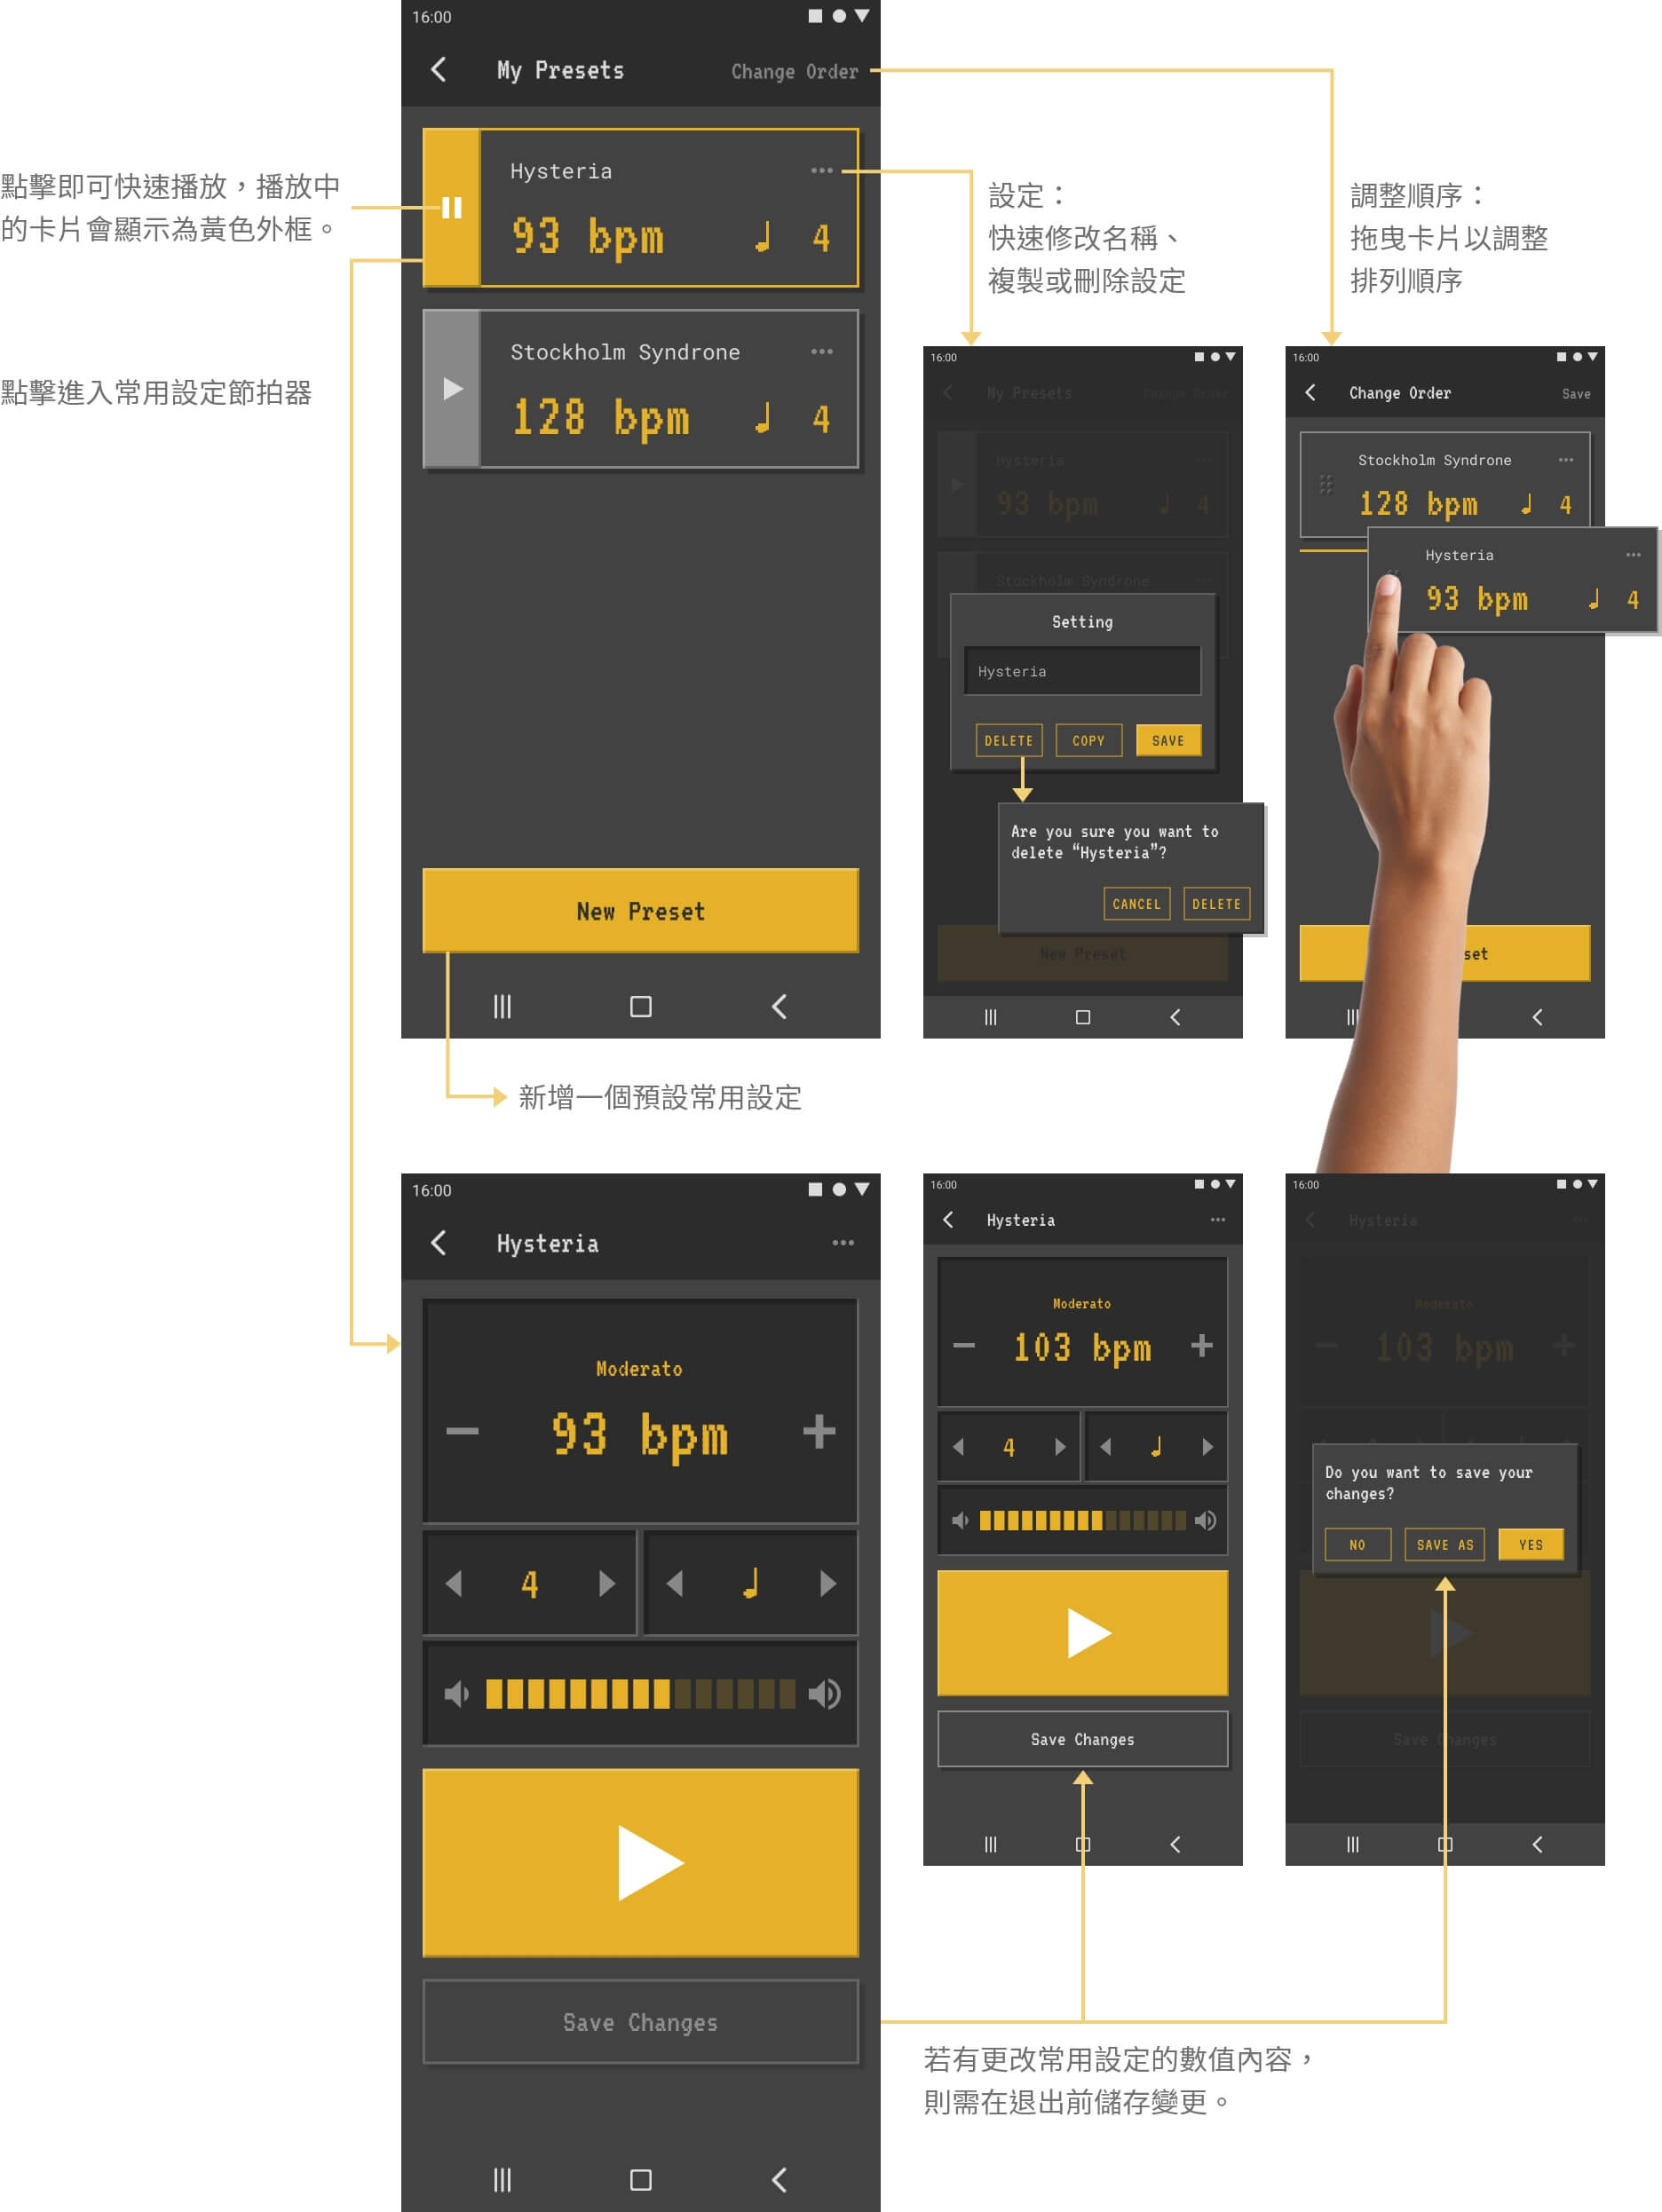 16:00
My Presets
Change Order
Hysteria
93 bpm
4
Stockholm Syndrone
128 bpm
4
New Preset
點擊即可快速播放，播放中
的卡片會顯示為黃色外框。
點擊進入常用設定節拍器
設定：
快速修改名稱、
複製或刪除設定
調整順序：
拖曳卡片以調整
排列順序
16:00
My Presets
Change Order
Hysteria
93 bpm
4
Stockholm Syndrone
Setting
Hysteria
DELETE
COPY
SAVE
Are you sure you want to
delete “Hysteria”?
CANCEL
DELETE
New Preset
16:00
Change Order
Save
Stockholm Syndrone
128 bpm
4
Hysteria
93 bpm
4
set
新增一個預設常用設定
16:00
Hysteria
Moderato
93 bpm
4
Save Changes
16:00
Hysteria
Moderato
103 bpm
4
Save Changes
16:00
Hysteria
Moderato
103 bpm
Do you want to save your
changes?
NO
SAVE AS
YES
Save Changes
若有更改常用設定的數值內容，
則需在退出前儲存變更。